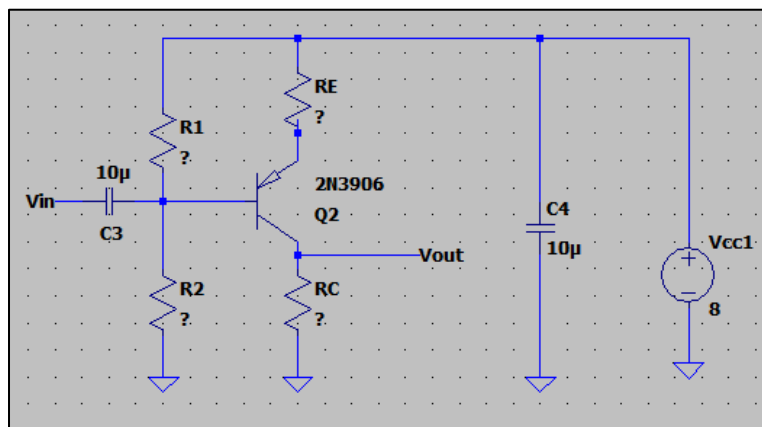 RE
?
R1
?
10µ
Vin
C3
2N3906
Q2
C4
10µ
Vcc1
8
Vout
R2
?
RC
?